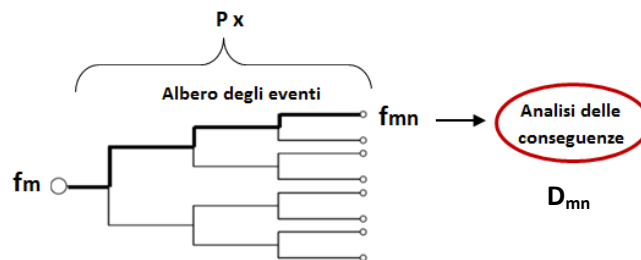 P x
Albero degli eventi
fm
fmn
Analisi delle
conseguenze
Dmn